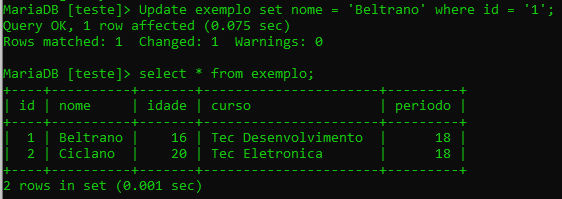 MariaDB [teste]> Update exemplo set nome = 'Beltrano' where id = '1';
Query OK, 1 row affected (0.075 sec)
Rows matched: 1  Changed: 1  Warnings: 0

MariaDB [teste]> select * from exemplo;
+----+----------+-------+---------------------+---------+
| id | nome     | idade | curso               | periodo |
+----+----------+-------+---------------------+---------+
|  1 | Beltrano |    16 | Tec Desenvolvimento |      18 |
|  2 | Ciclano  |    20 | Tec Eletronica      |      18 |
+----+----------+-------+---------------------+---------+
2 rows in set (0.001 sec)